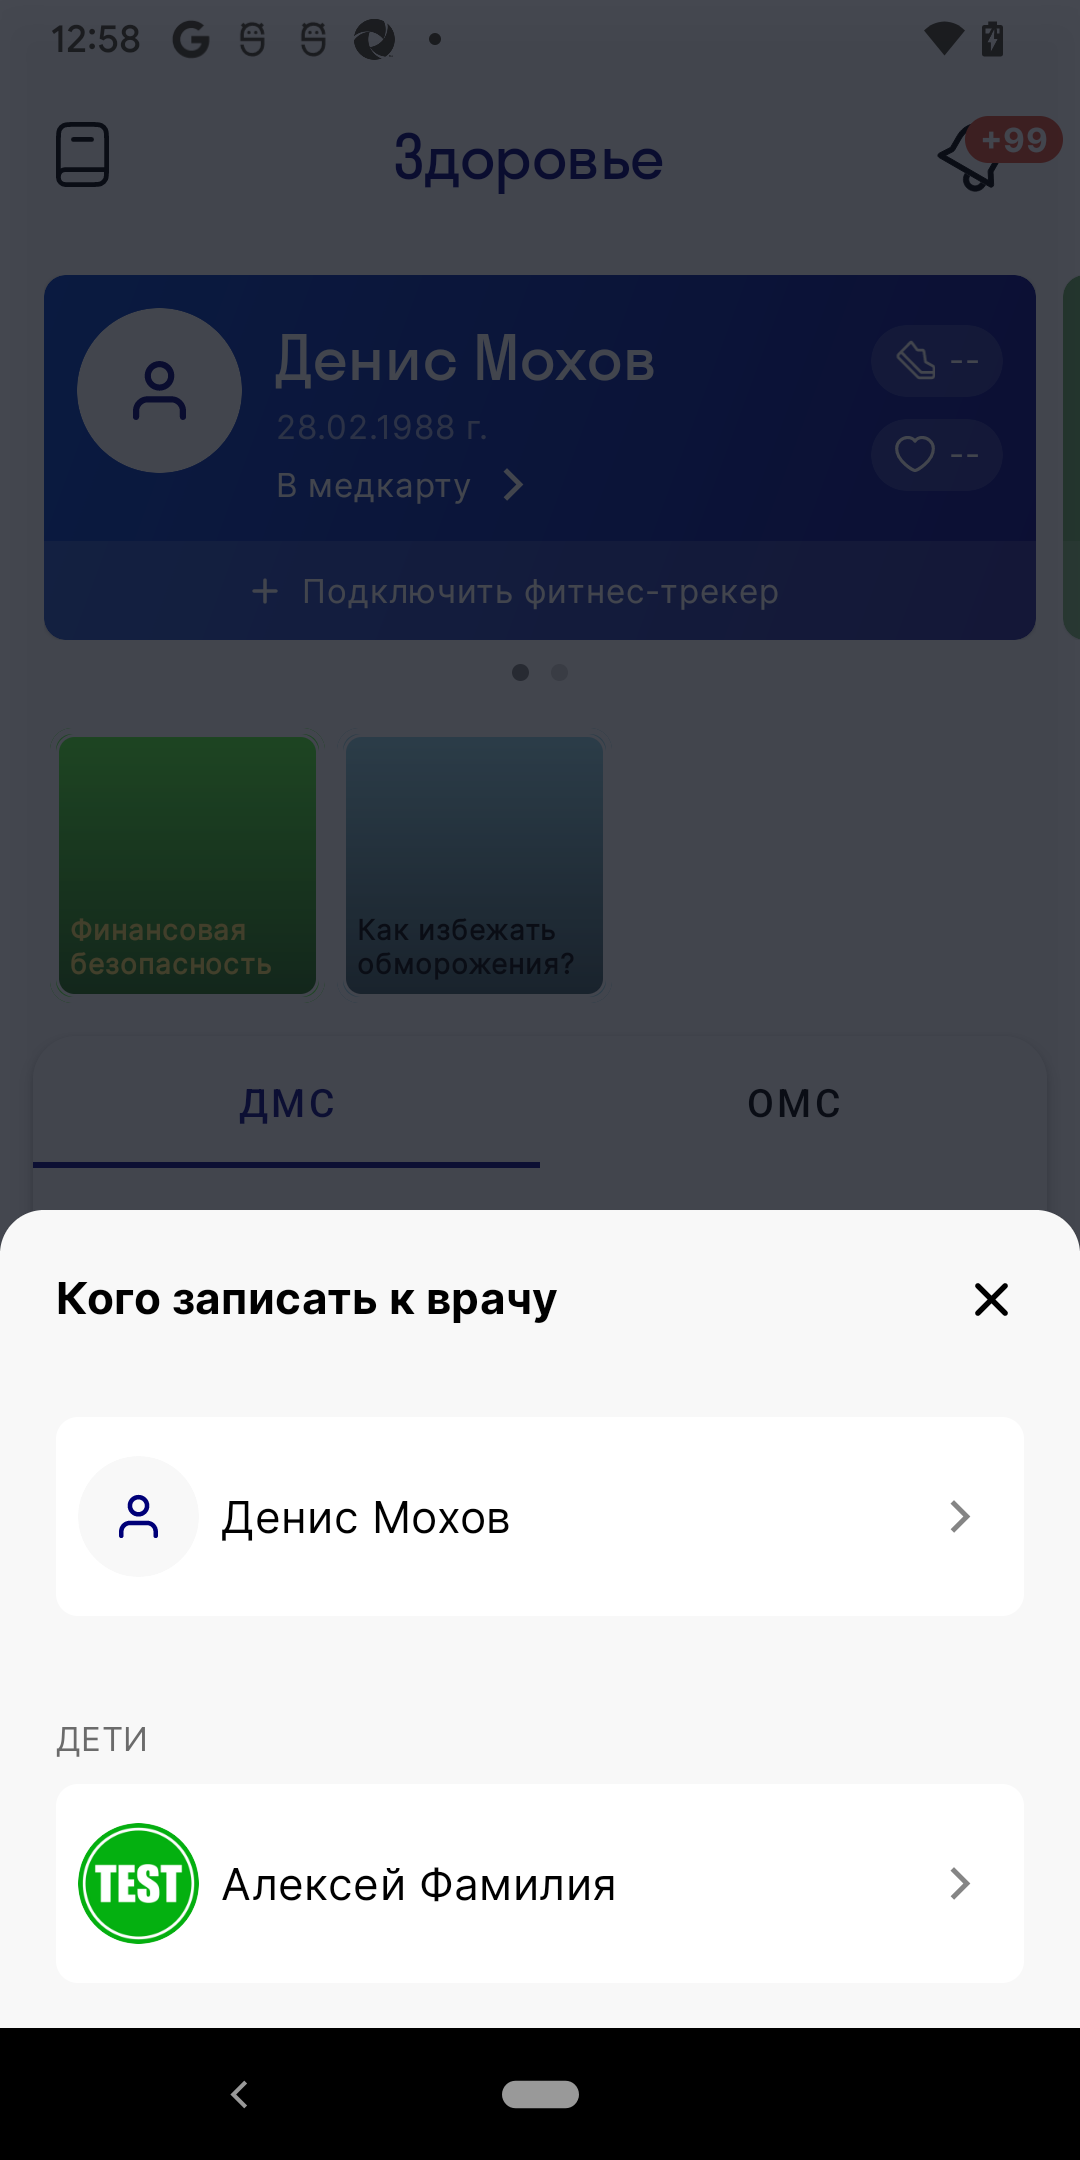 12:58
Здоровье
+99
Денис Мохов
28.02.1988 г.
В медкарту
--
--
+ Подключить фитнес-трекер
Финансовая
безопасность
Как избежать
обморожения?
ДМС
ОМС
Кого записать к врачу
Денис Мохов
ДЕТИ
TEST
Алексей Фамилия